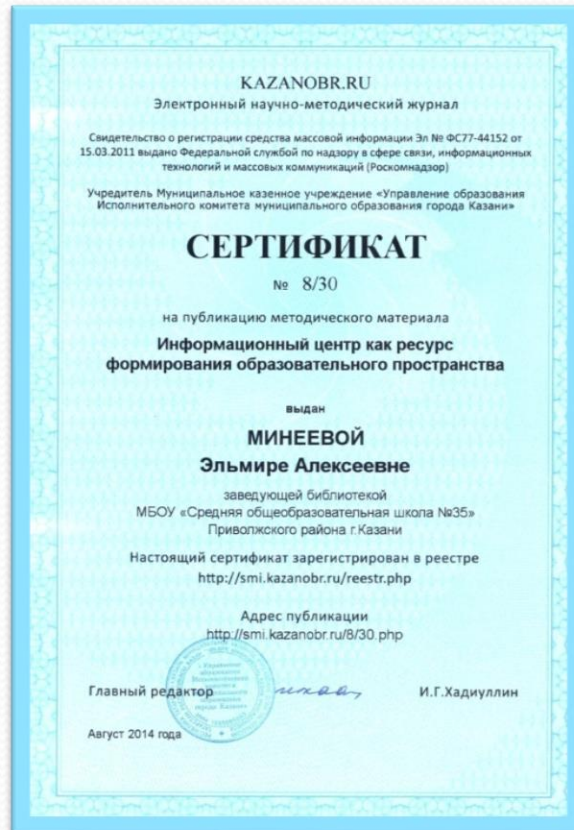 KAZANOBR.RU
Электронный научно-методический журнал
Свидетельство о регистрации средства массовой информации Эл № ФС77-44152 от
15.03.2011 выдано Федеральной службой по надзору в сфере связи, информационных
технологий и массовых коммуникаций (Роскомнадзор)
Учредитель Муниципальное казенное учреждение «Управление образования
Исполнительного комитета муниципального образования города Казани»
СЕРТИФИКАТ
№ 8/30
на публикацию методического материала
Информационный центр как ресурс
формирования образовательного пространства
выдан
МИНЕЕВОЙ
Эльмире Алексеевне
заведующей библиотекой
МБОУ «Средняя общеобразовательная школа №35»
Приволжского района г.Казани
Настоящий сертификат зарегистрирован в реестре
http://smi.kazanobr.ru/reestr.php
Адрес публикации
http://smi.kazanobr.ru/8/30.php
Главный редактор И.Г.Хадиуллин
Август 2014 года